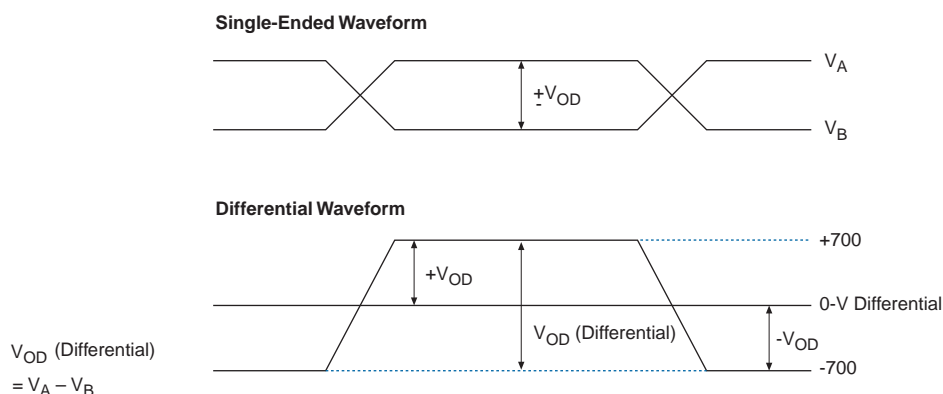 Single-Ended Waveform
V_A
±V_OD
V_B
Differential Waveform
+700
+V_OD
0-V Differential
V_OD (Differential)
-V_OD
-700
V_OD (Differential)
= V_A – V_B